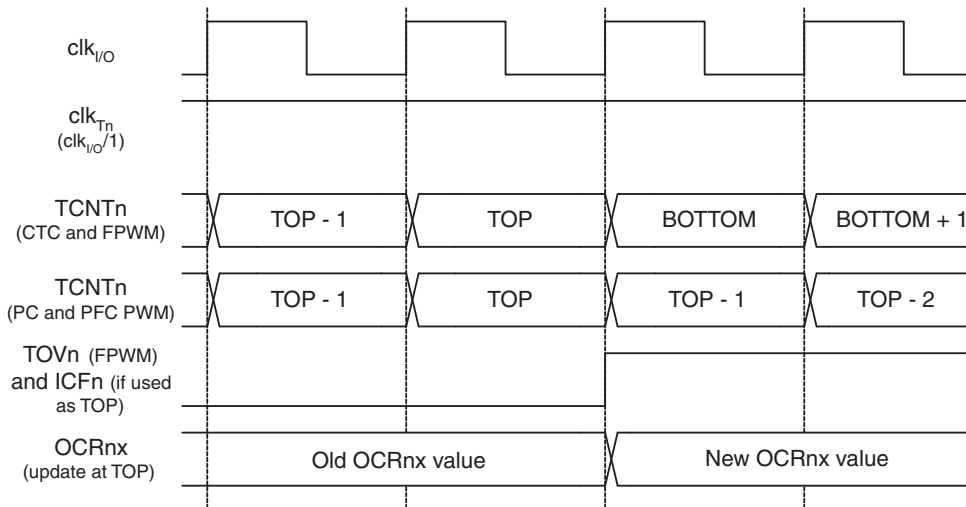 clkI/O
clkTn
(clkI/O/1)
TCNTn
(CTC and FPWM)
TOP - 1
TOP
BOTTOM
BOTTOM + 1
TCNTn
(PC and PFC PWM)
TOP - 1
TOP
TOP - 1
TOP - 2
TOVn (FPWM)
and ICFn (if used
as TOP)
OCRnx
(update at TOP)
Old OCRnx value
New OCRnx value